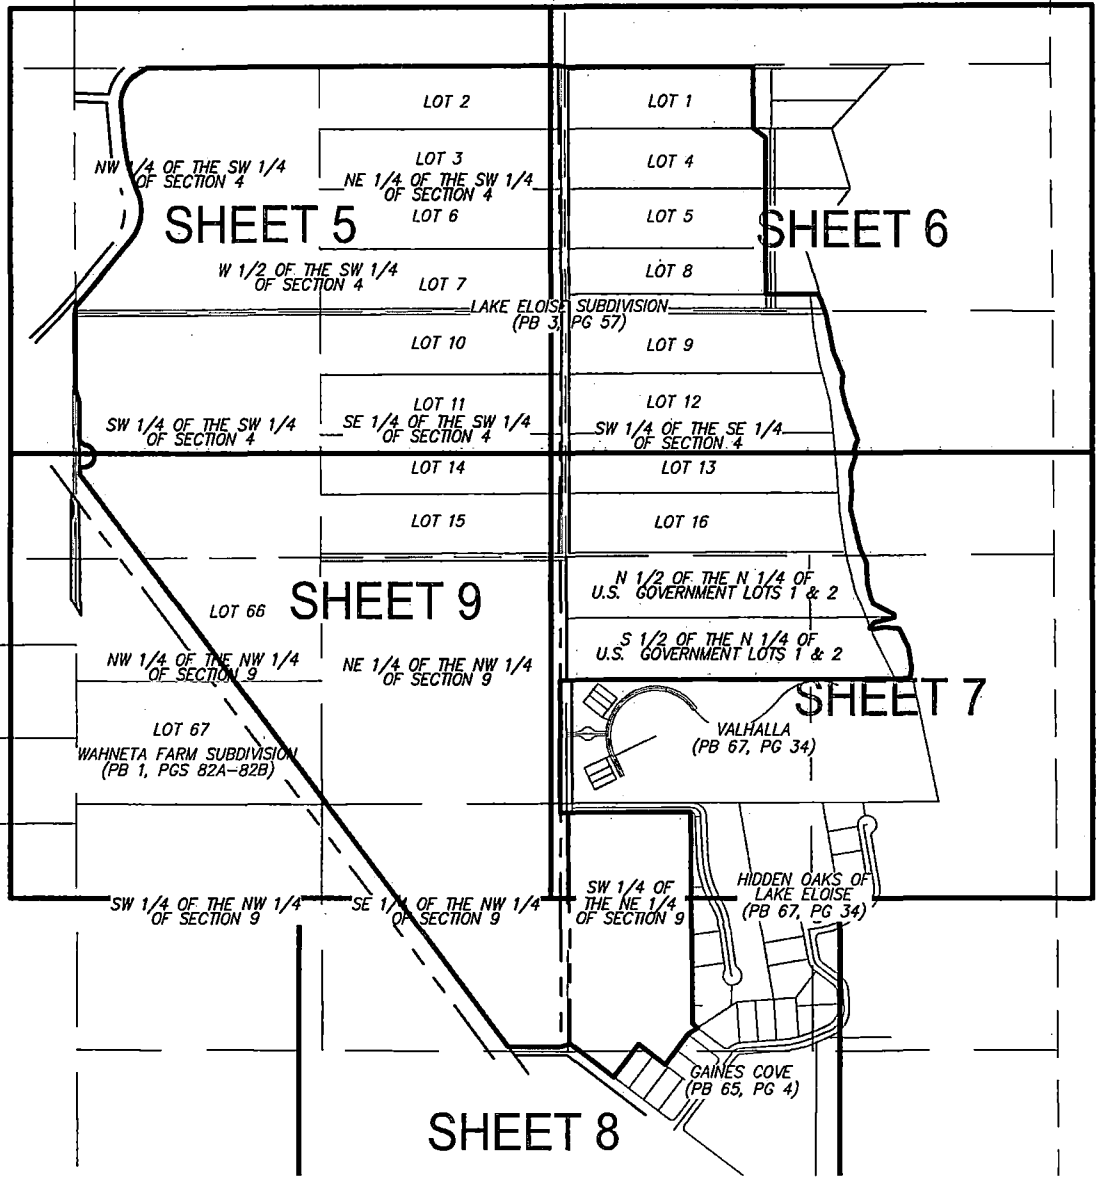 LOT 2
LOT 1
NW 1/4 OF THE SW 1/4
OF SECTION 4
LOT 3
NE 1/4 OF THE SW 1/4
OF SECTION 4
LOT 4
SHEET 5
LOT 6
LOT 5
SHEET 6
W 1/2 OF THE SW 1/4
OF SECTION 4
LOT 7
LOT 8
LAKE ELOISE SUBDIVISION
(PB 3, PG 57)
LOT 10
LOT 9
LOT 11
LOT 12
SW 1/4 OF THE SW 1/4
OF SECTION 4
SE 1/4 OF THE SW 1/4
OF SECTION 4
SW 1/4 OF THE SE 1/4
OF SECTION 4
LOT 14
LOT 13
LOT 15
LOT 16
N 1/2 OF THE N 1/4 OF
U.S. GOVERNMENT LOTS 1 & 2
LOT 66
SHEET 9
S 1/2 OF THE N 1/4 OF
U.S. GOVERNMENT LOTS 1 & 2
NW 1/4 OF THE NW 1/4
OF SECTION 9
NE 1/4 OF THE NW 1/4
OF SECTION 9
SHEET 7
LOT 67
WAHNETA FARM SUBDIVISION
(PB 1, PGS 82A-82B)
VALHALLA
(PB 67, PG 34)
SW 1/4 OF THE NW 1/4
OF SECTION 9
SE 1/4 OF THE NW 1/4
OF SECTION 9
SW 1/4 OF
THE NE 1/4
OF SECTION 9
HIDDEN OAKS OF
LAKE ELOISE
(PB 67, PG 34)
GAINES COVE
(PB 65, PG 4)
SHEET 8